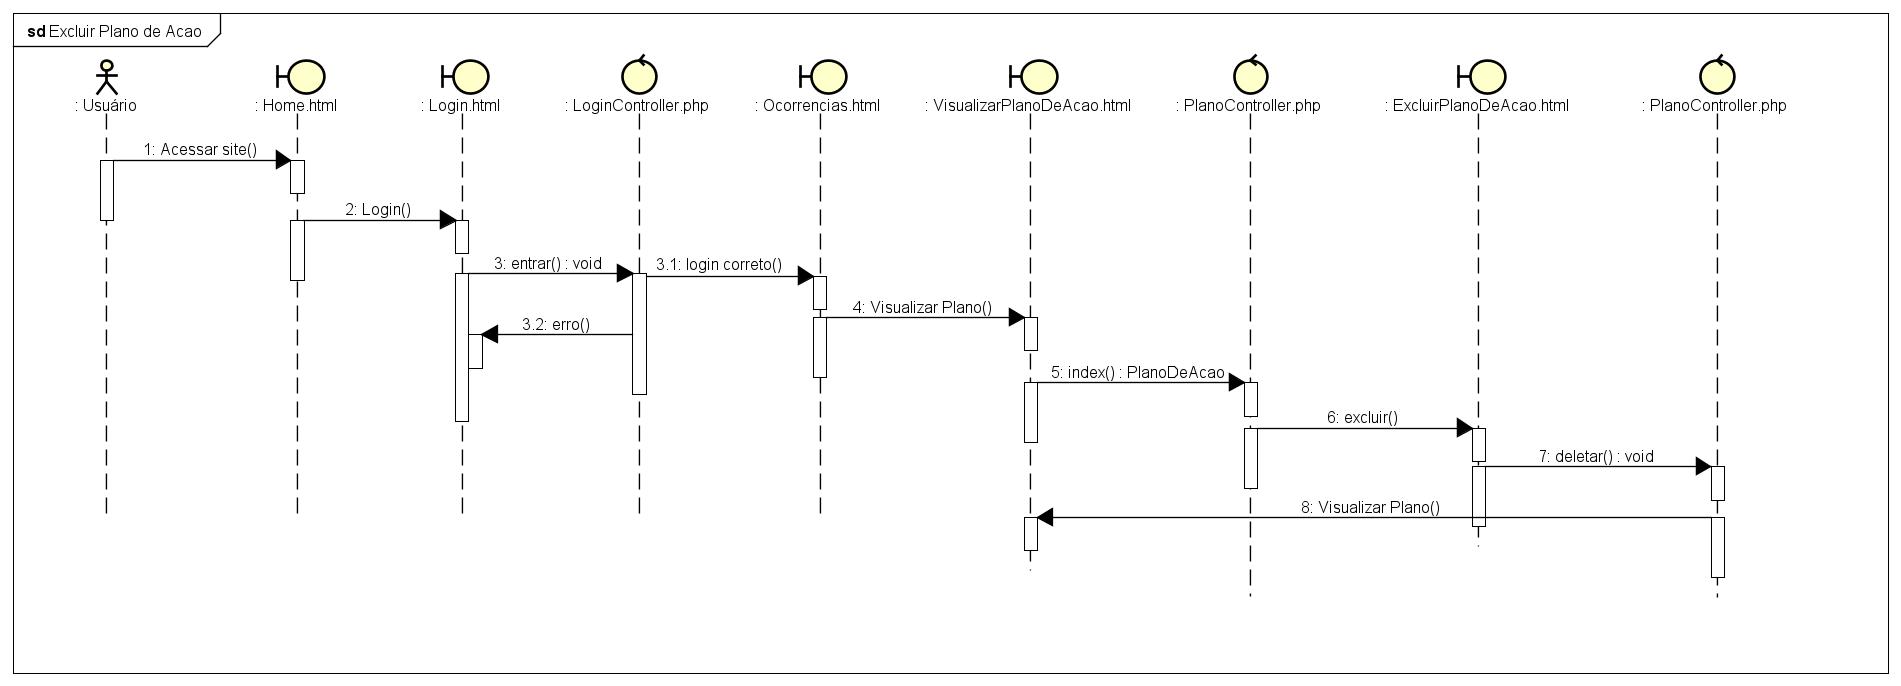 sd Excluir Plano de Acao
: Usuário
: Home.html
: Login.html
: LoginController.php
: Ocorrencias.html
: VisualizarPlanoDeAcao.html
: PlanoController.php
: ExcluirPlanoDeAcao.html
: PlanoController.php
1: Acessar site()
2: Login()
3: entrar() : void
3.1: login correto()
4: Visualizar Plano()
3.2: erro()
5: index() : PlanoDeAcao
6: excluir()
7: deletar() : void
8: Visualizar Plano()